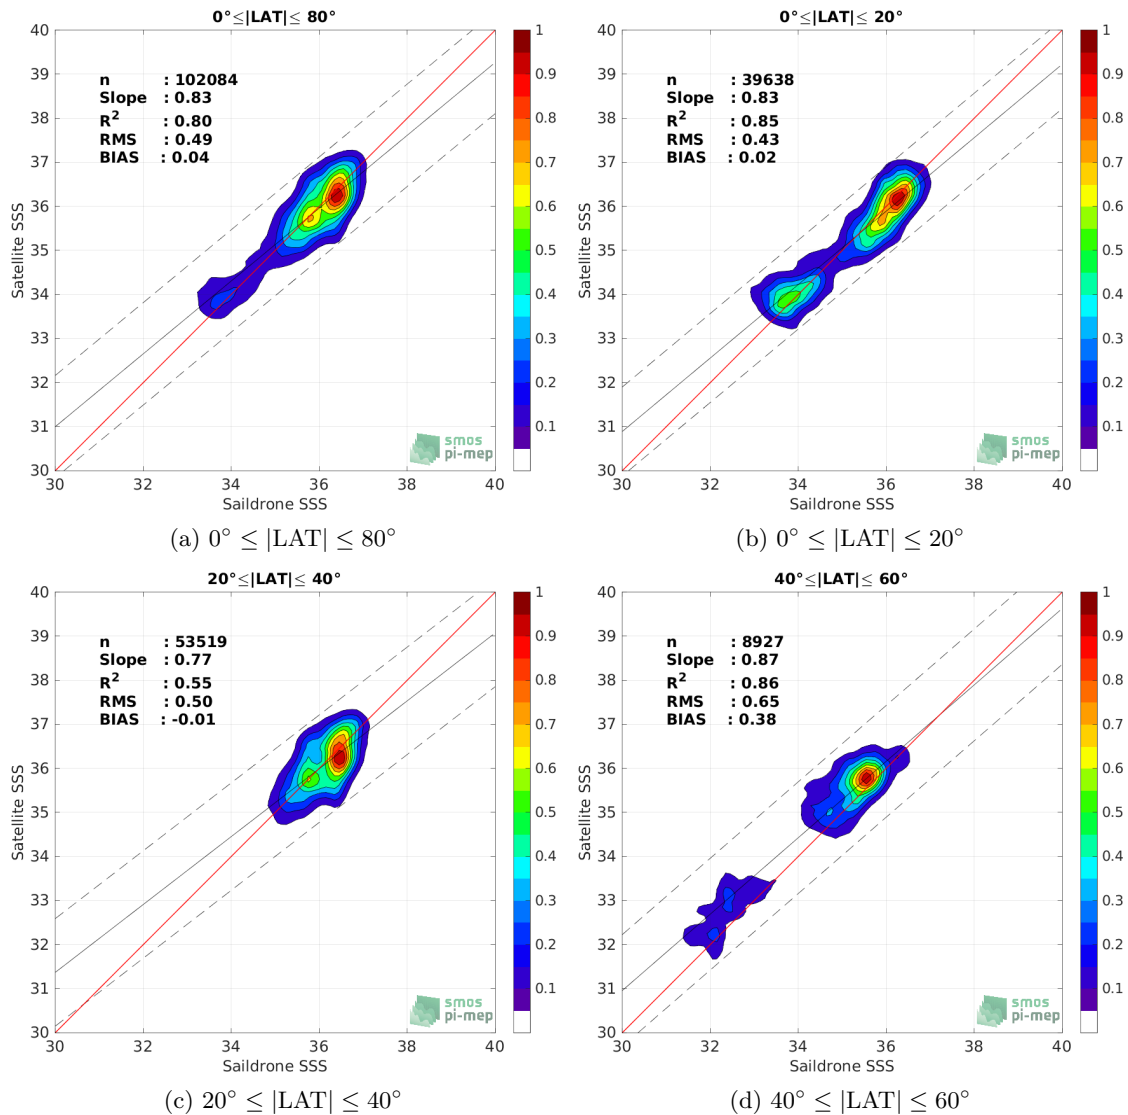 0°≤|LAT|≤ 80°
n : 102084
Slope : 0.83
R² : 0.80
RMS : 0.49
BIAS : 0.04
Satellite SSS
40
39
38
37
36
35
34
33
32
31
30
30 32 34 36 38 40
Saildrone SSS
1
0.9
0.8
0.7
0.6
0.5
0.4
0.3
0.2
0.1
smos
pi-mep
(a) 0° ≤ |LAT| ≤ 80°
0°≤|LAT|≤ 20°
n : 39638
Slope : 0.83
R² : 0.85
RMS : 0.43
BIAS : 0.02
Satellite SSS
40
39
38
37
36
35
34
33
32
31
30
30 32 34 36 38 40
Saildrone SSS
1
0.9
0.8
0.7
0.6
0.5
0.4
0.3
0.2
0.1
smos
pi-mep
(b) 0° ≤ |LAT| ≤ 20°
20°≤|LAT|≤ 40°
n : 53519
Slope : 0.77
R² : 0.55
RMS : 0.50
BIAS : -0.01
Satellite SSS
40
39
38
37
36
35
34
33
32
31
30
30 32 34 36 38 40
Saildrone SSS
1
0.9
0.8
0.7
0.6
0.5
0.4
0.3
0.2
0.1
smos
pi-mep
(c) 20° ≤ |LAT| ≤ 40°
40°≤|LAT|≤ 60°
n : 8927
Slope : 0.87
R² : 0.86
RMS : 0.65
BIAS : 0.38
Satellite SSS
40
39
38
37
36
35
34
33
32
31
30
30 32 34 36 38 40
Saildrone SSS
1
0.9
0.8
0.7
0.6
0.5
0.4
0.3
0.2
0.1
smos
pi-mep
(d) 40° ≤ |LAT| ≤ 60°